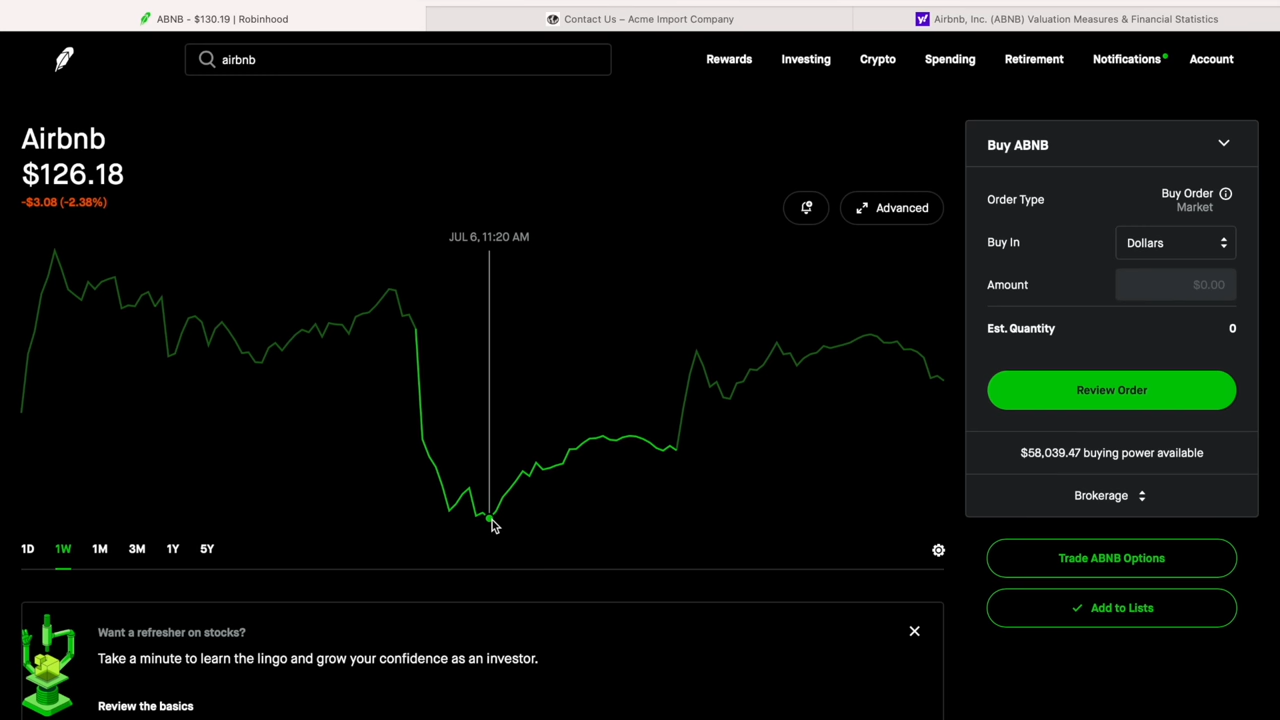 ABNB - $130.19 | Robinhood
Contact Us – Acme Import Company
Airbnb, Inc. (ABNB) Valuation Measures & Financial Statistics
airbnb
Rewards
Investing
Crypto
Spending
Retirement
Notifications
Account
Airbnb
$126.18
-$3.08 (-2.38%)
Advanced
JUL 6, 11:20 AM
1D 1W 1M 3M 1Y 5Y
Want a refresher on stocks?
Take a minute to learn the lingo and grow your confidence as an investor.
Review the basics
Buy ABNB
Order Type
Buy Order
Market
Buy In
Dollars
Amount
$0.00
Est. Quantity
0
Review Order
$58,039.47 buying power available
Brokerage
Trade ABNB Options
Add to Lists